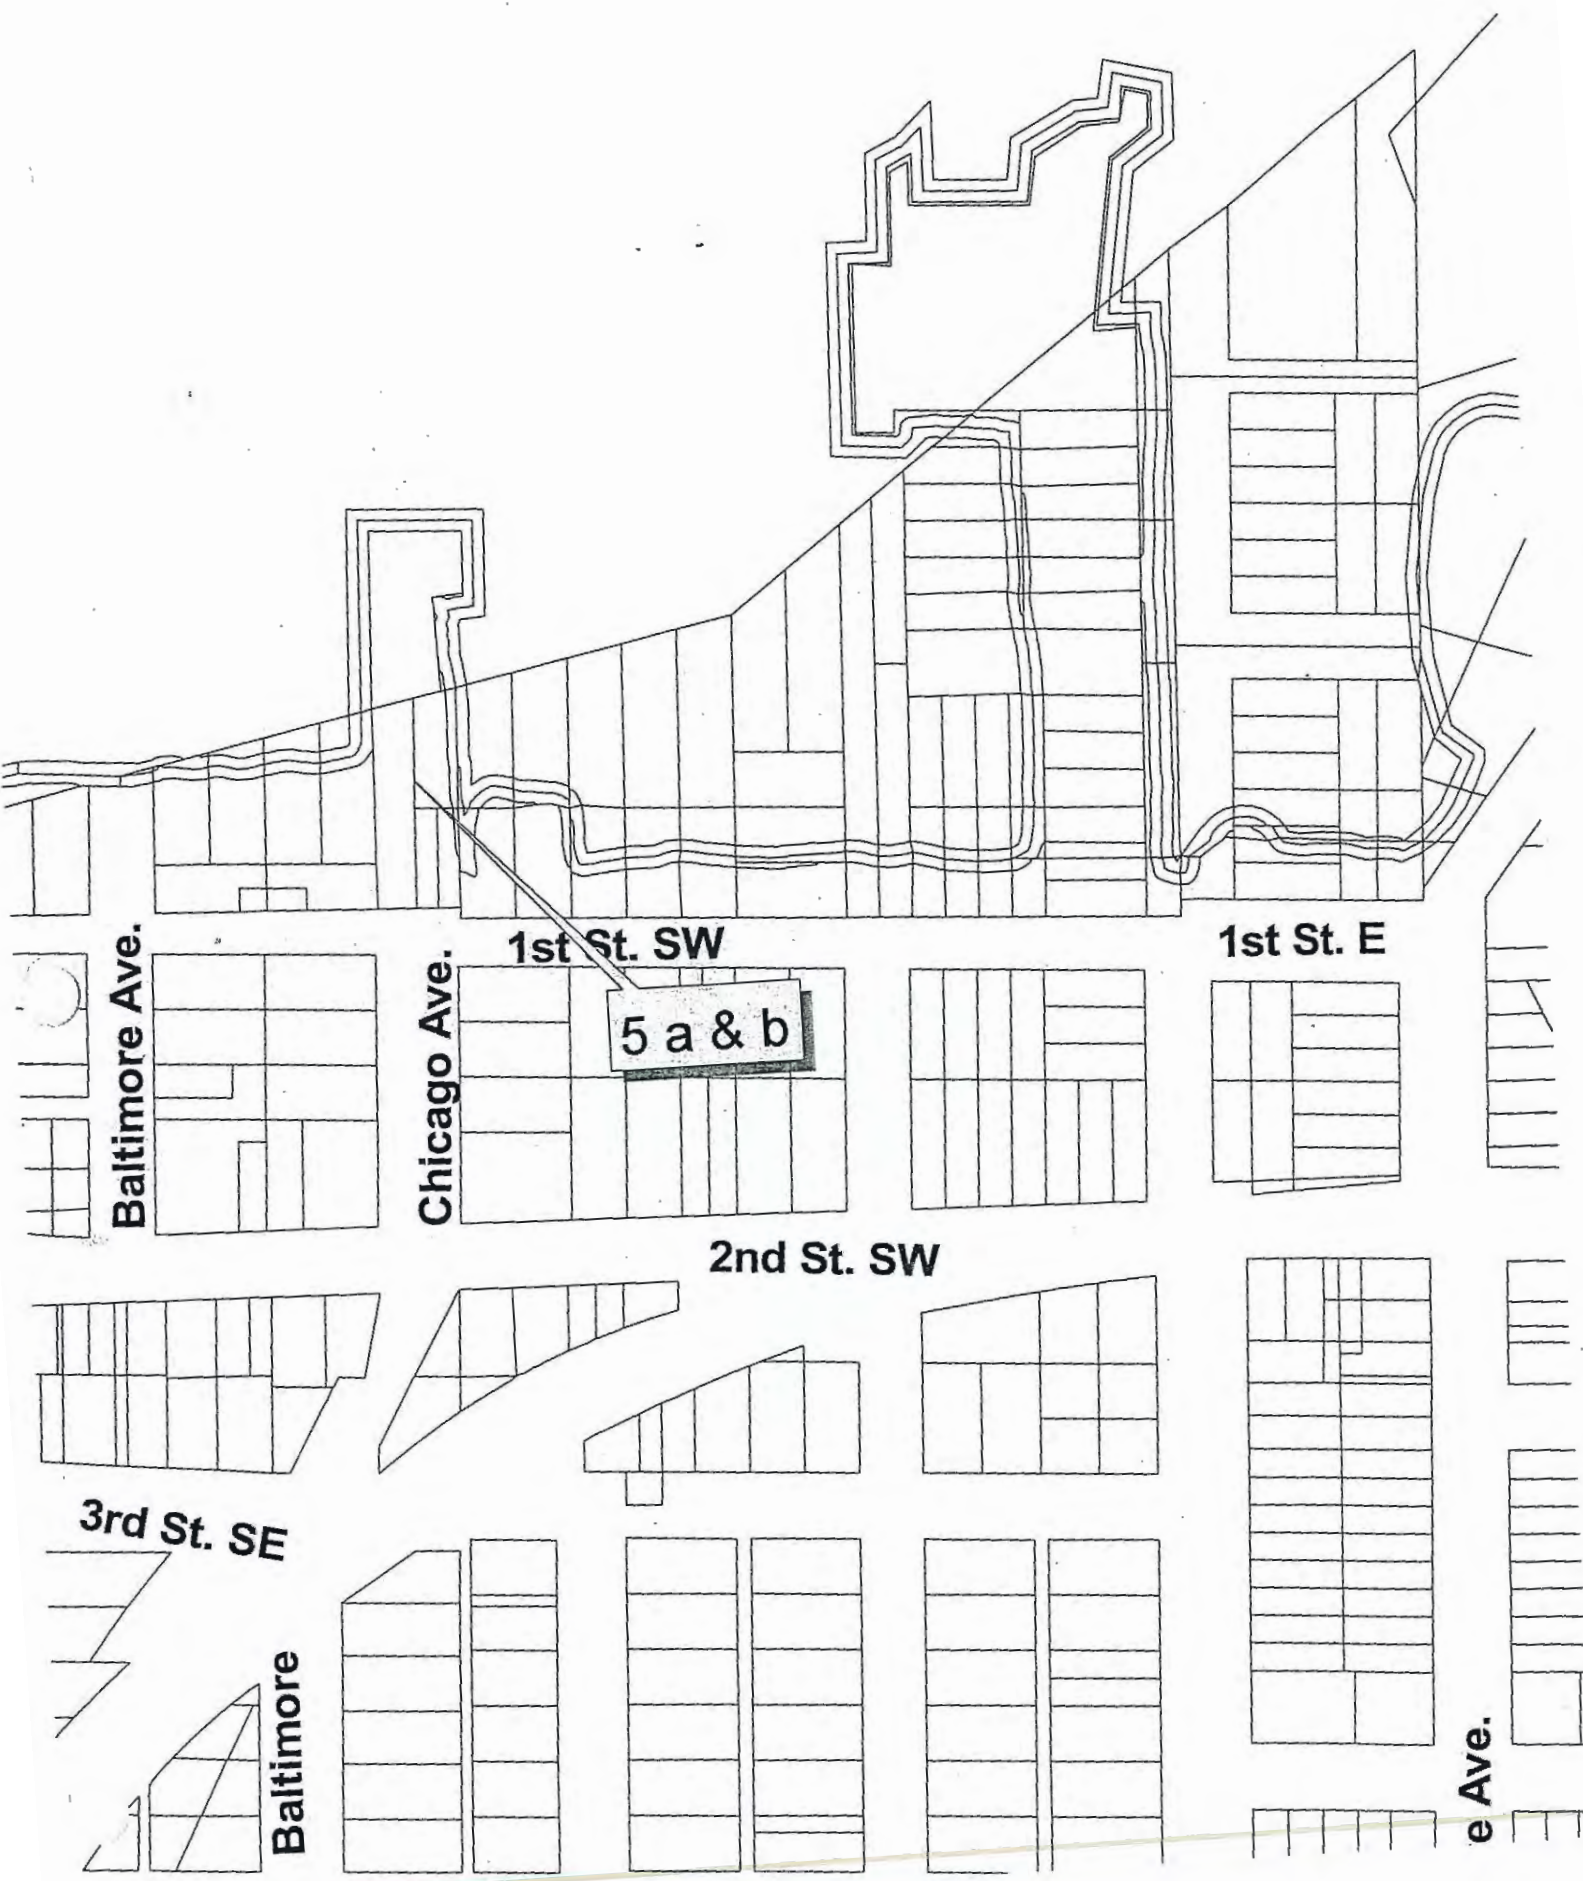 1st St. SW
1st St. E
Baltimore Ave.
Chicago Ave.
5 a & b
2nd St. SW
3rd St. SE
Baltimore
e Ave.